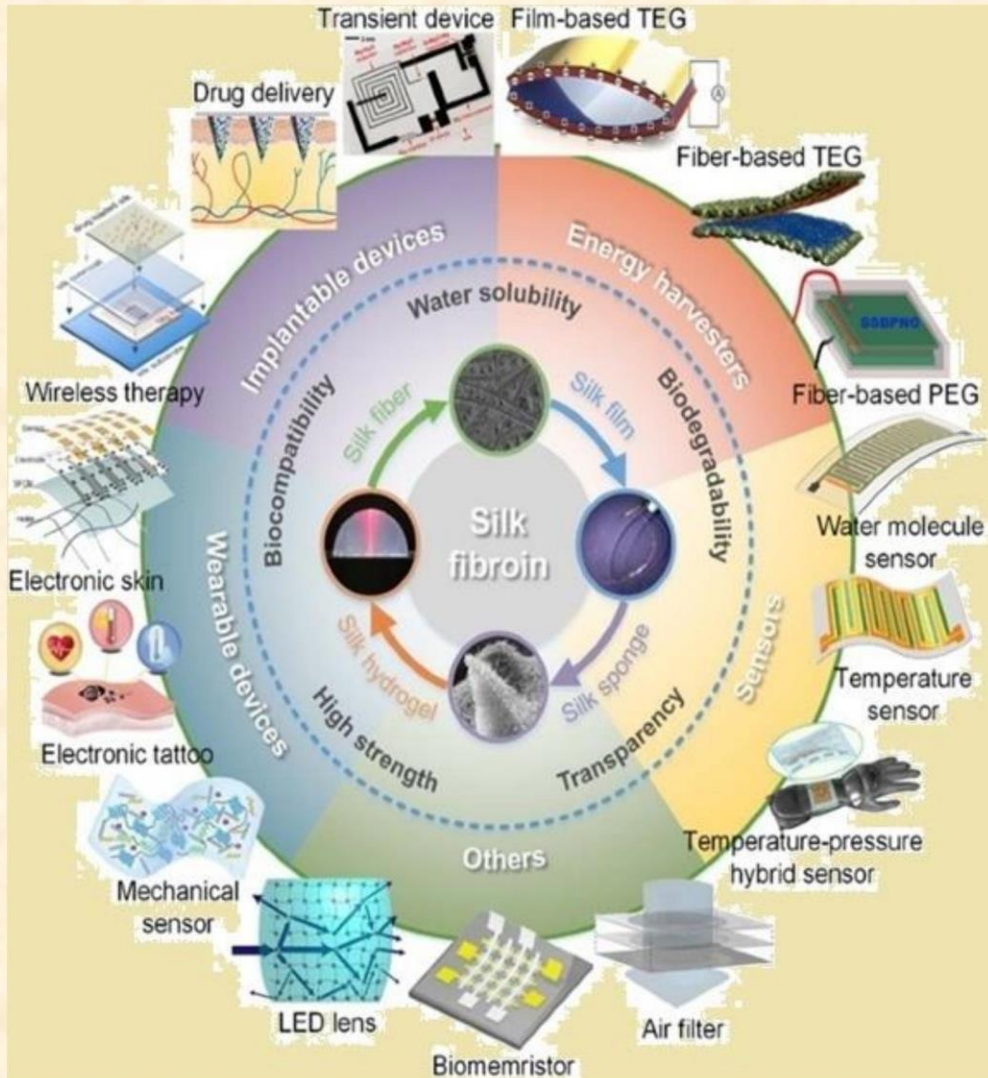 Transient device
Film-based TEG
Drug delivery
Fiber-based TEG
Implantable devices
Energy harvesters
Water solubility
Wireless therapy
Biocompatibility
Silk fiber
Silk film
Biodegradability
SSBPNG
Fiber-based PEG
Silk
fibroin
Water molecule
sensor
Electronic skin
Wearable devices
Sensors
Silk hydrogel
Silk sponge
High strength
Transparency
Temperature
sensor
Electronic tattoo
Others
Temperature-pressure
hybrid sensor
Mechanical
sensor
LED lens
Biomemristor
Air filter